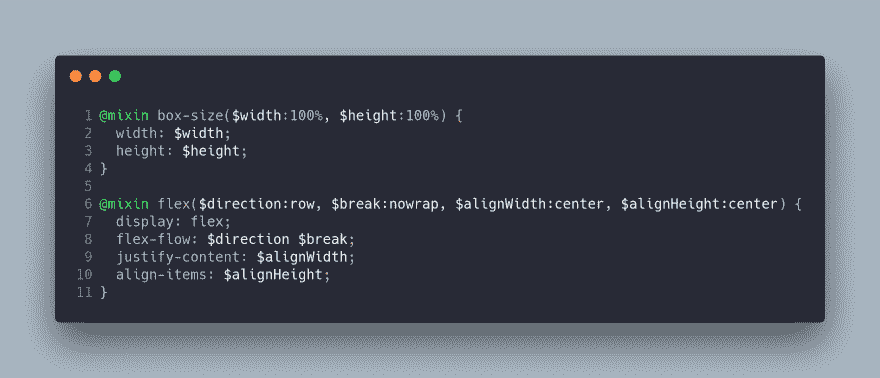 1 @mixin box-size($width:100%, $height:100%) {
2   width: $width;
3   height: $height;
4 }
5
6 @mixin flex($direction:row, $break:nowrap, $alignWidth:center, $alignHeight:center) {
7   display: flex;
8   flex-flow: $direction $break;
9   justify-content: $alignWidth;
10   align-items: $alignHeight;
11 }